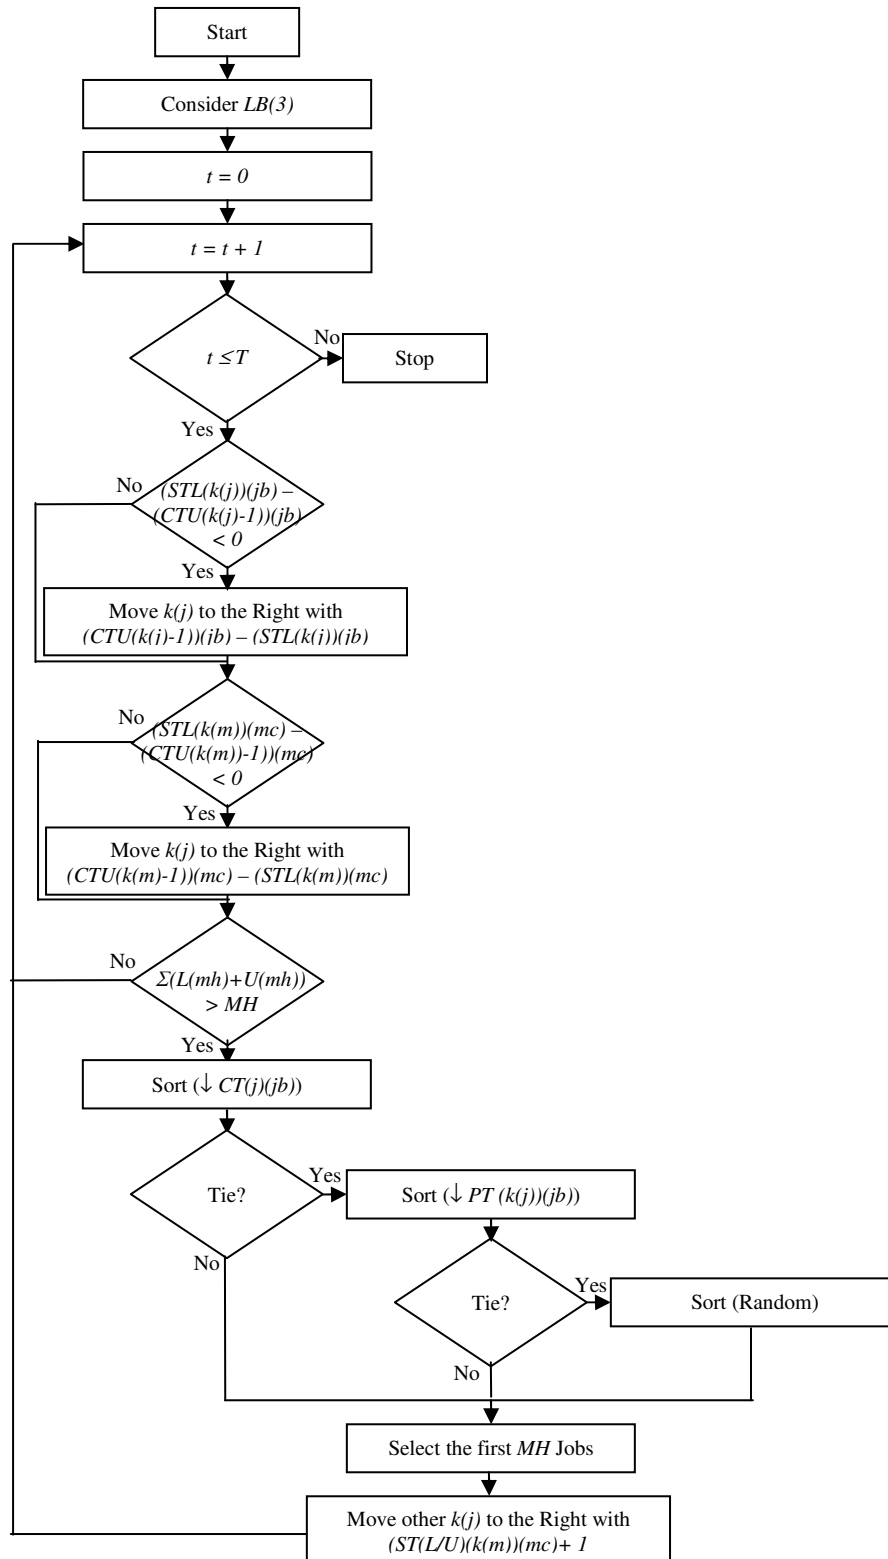 Start
Consider LB(3)
t = 0
t = t + 1
t ≤T
No
Stop
Yes
No
(STL(k(j))(jb) –
(CTU(k(j)-1))(jb)
< 0
Yes
Move k(j) to the Right with
(CTU(k(j)-1))(jb) – (STL(k(j))(jb)
No
(STL(k(m))(mc) –
(CTU(k(m))-1))(mc)
< 0
Yes
Move k(j) to the Right with
(CTU(k(m)-1))(mc) – (STL(k(m))(mc)
No
Σ(L(mh)+U(mh))
> MH
Yes
Sort (↓ CT(j)(jb))
Tie?
Yes
Sort (↓ PT (k(j))(jb))
No
Tie?
Yes
Sort (Random)
No
Select the first MH Jobs
Move other k(j) to the Right with
(ST(L/U)(k(m))(mc)+ 1